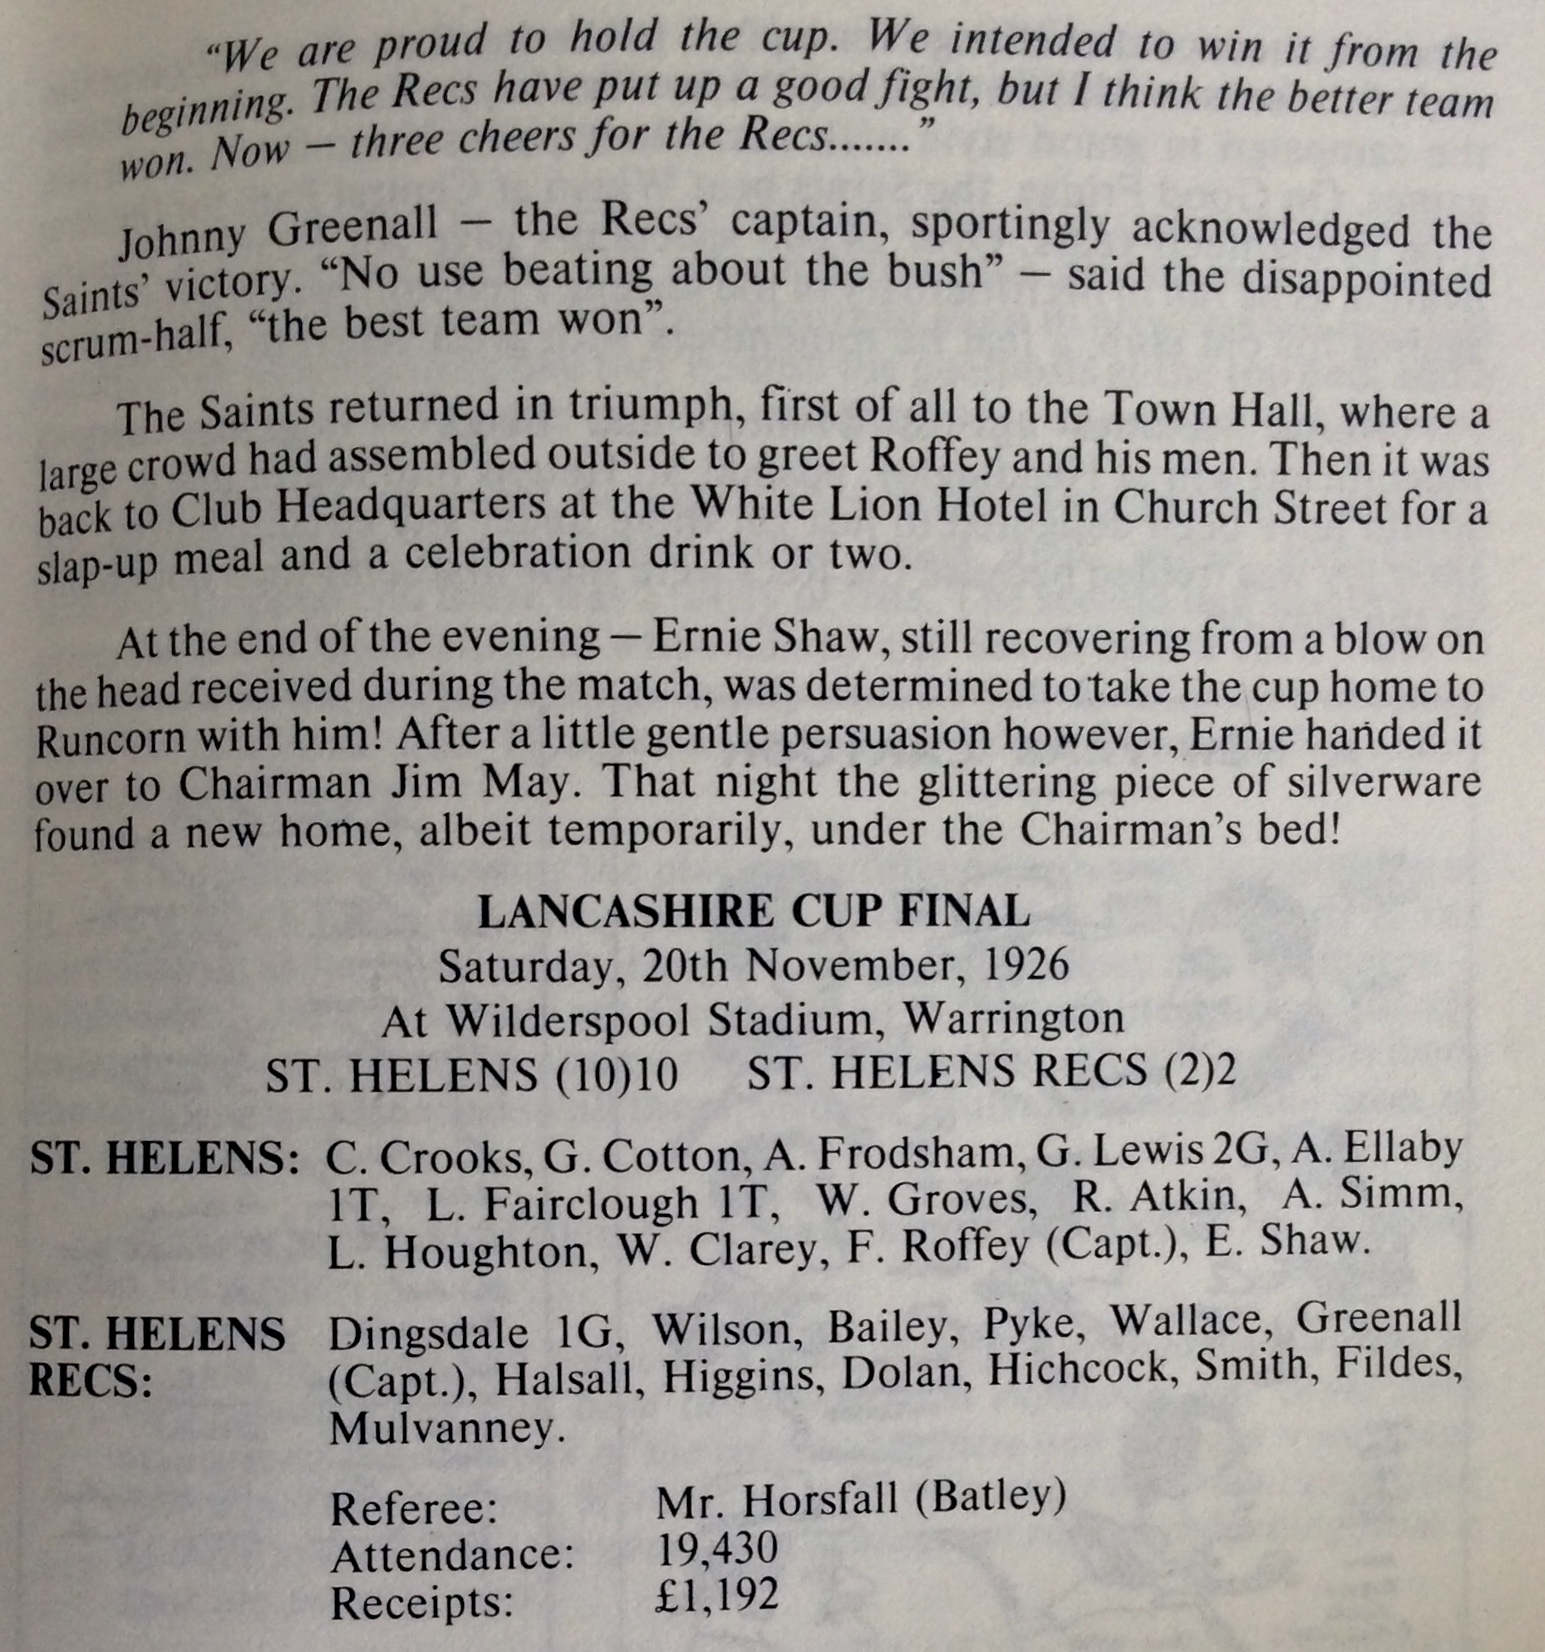 “We are proud to hold the cup. We intended to win it from the
beginning. The Recs have put up a good fight, but I think the better team
won. Now — three cheers for the Recs.......”
Johnny Greenall — the Recs’ captain, sportingly acknowledged the
Saints’ victory. “No use beating about the bush” — said the disappointed
scrum-half, “the best team won”.
The Saints returned in triumph, first of all to the Town Hall, where a
large crowd had assembled outside to greet Roffey and his men. Then it was
back to Club Headquarters at the White Lion Hotel in Church Street for a
slap-up meal and a celebration drink or two.
At the end of the evening — Ernie Shaw, still recovering from a blow on
the head received during the match, was determined to take the cup home to
Runcorn with him! After a little gentle persuasion however, Ernie handed it
over to Chairman Jim May. That night the glittering piece of silverware
found a new home, albeit temporarily, under the Chairman’s bed!
LANCASHIRE CUP FINAL
Saturday, 20th November, 1926
At Wilderspool Stadium, Warrington
ST. HELENS (10)10 ST. HELENS RECS (2)2
ST. HELENS: C. Crooks, G. Cotton, A. Frodsham, G. Lewis 2G, A. Ellaby
1T, L. Fairclough 1T, W. Groves, R. Atkin, A. Simm,
L. Houghton, W. Clarey, F. Roffey (Capt.), E. Shaw.
ST. HELENS Dingsdale 1G, Wilson, Bailey, Pyke, Wallace, Greenall
RECS: (Capt.), Halsall, Higgins, Dolan, Hichcock, Smith, Fildes,
Mulvanney.
Referee: Mr. Horsfall (Batley)
Attendance: 19,430
Receipts: £1,192